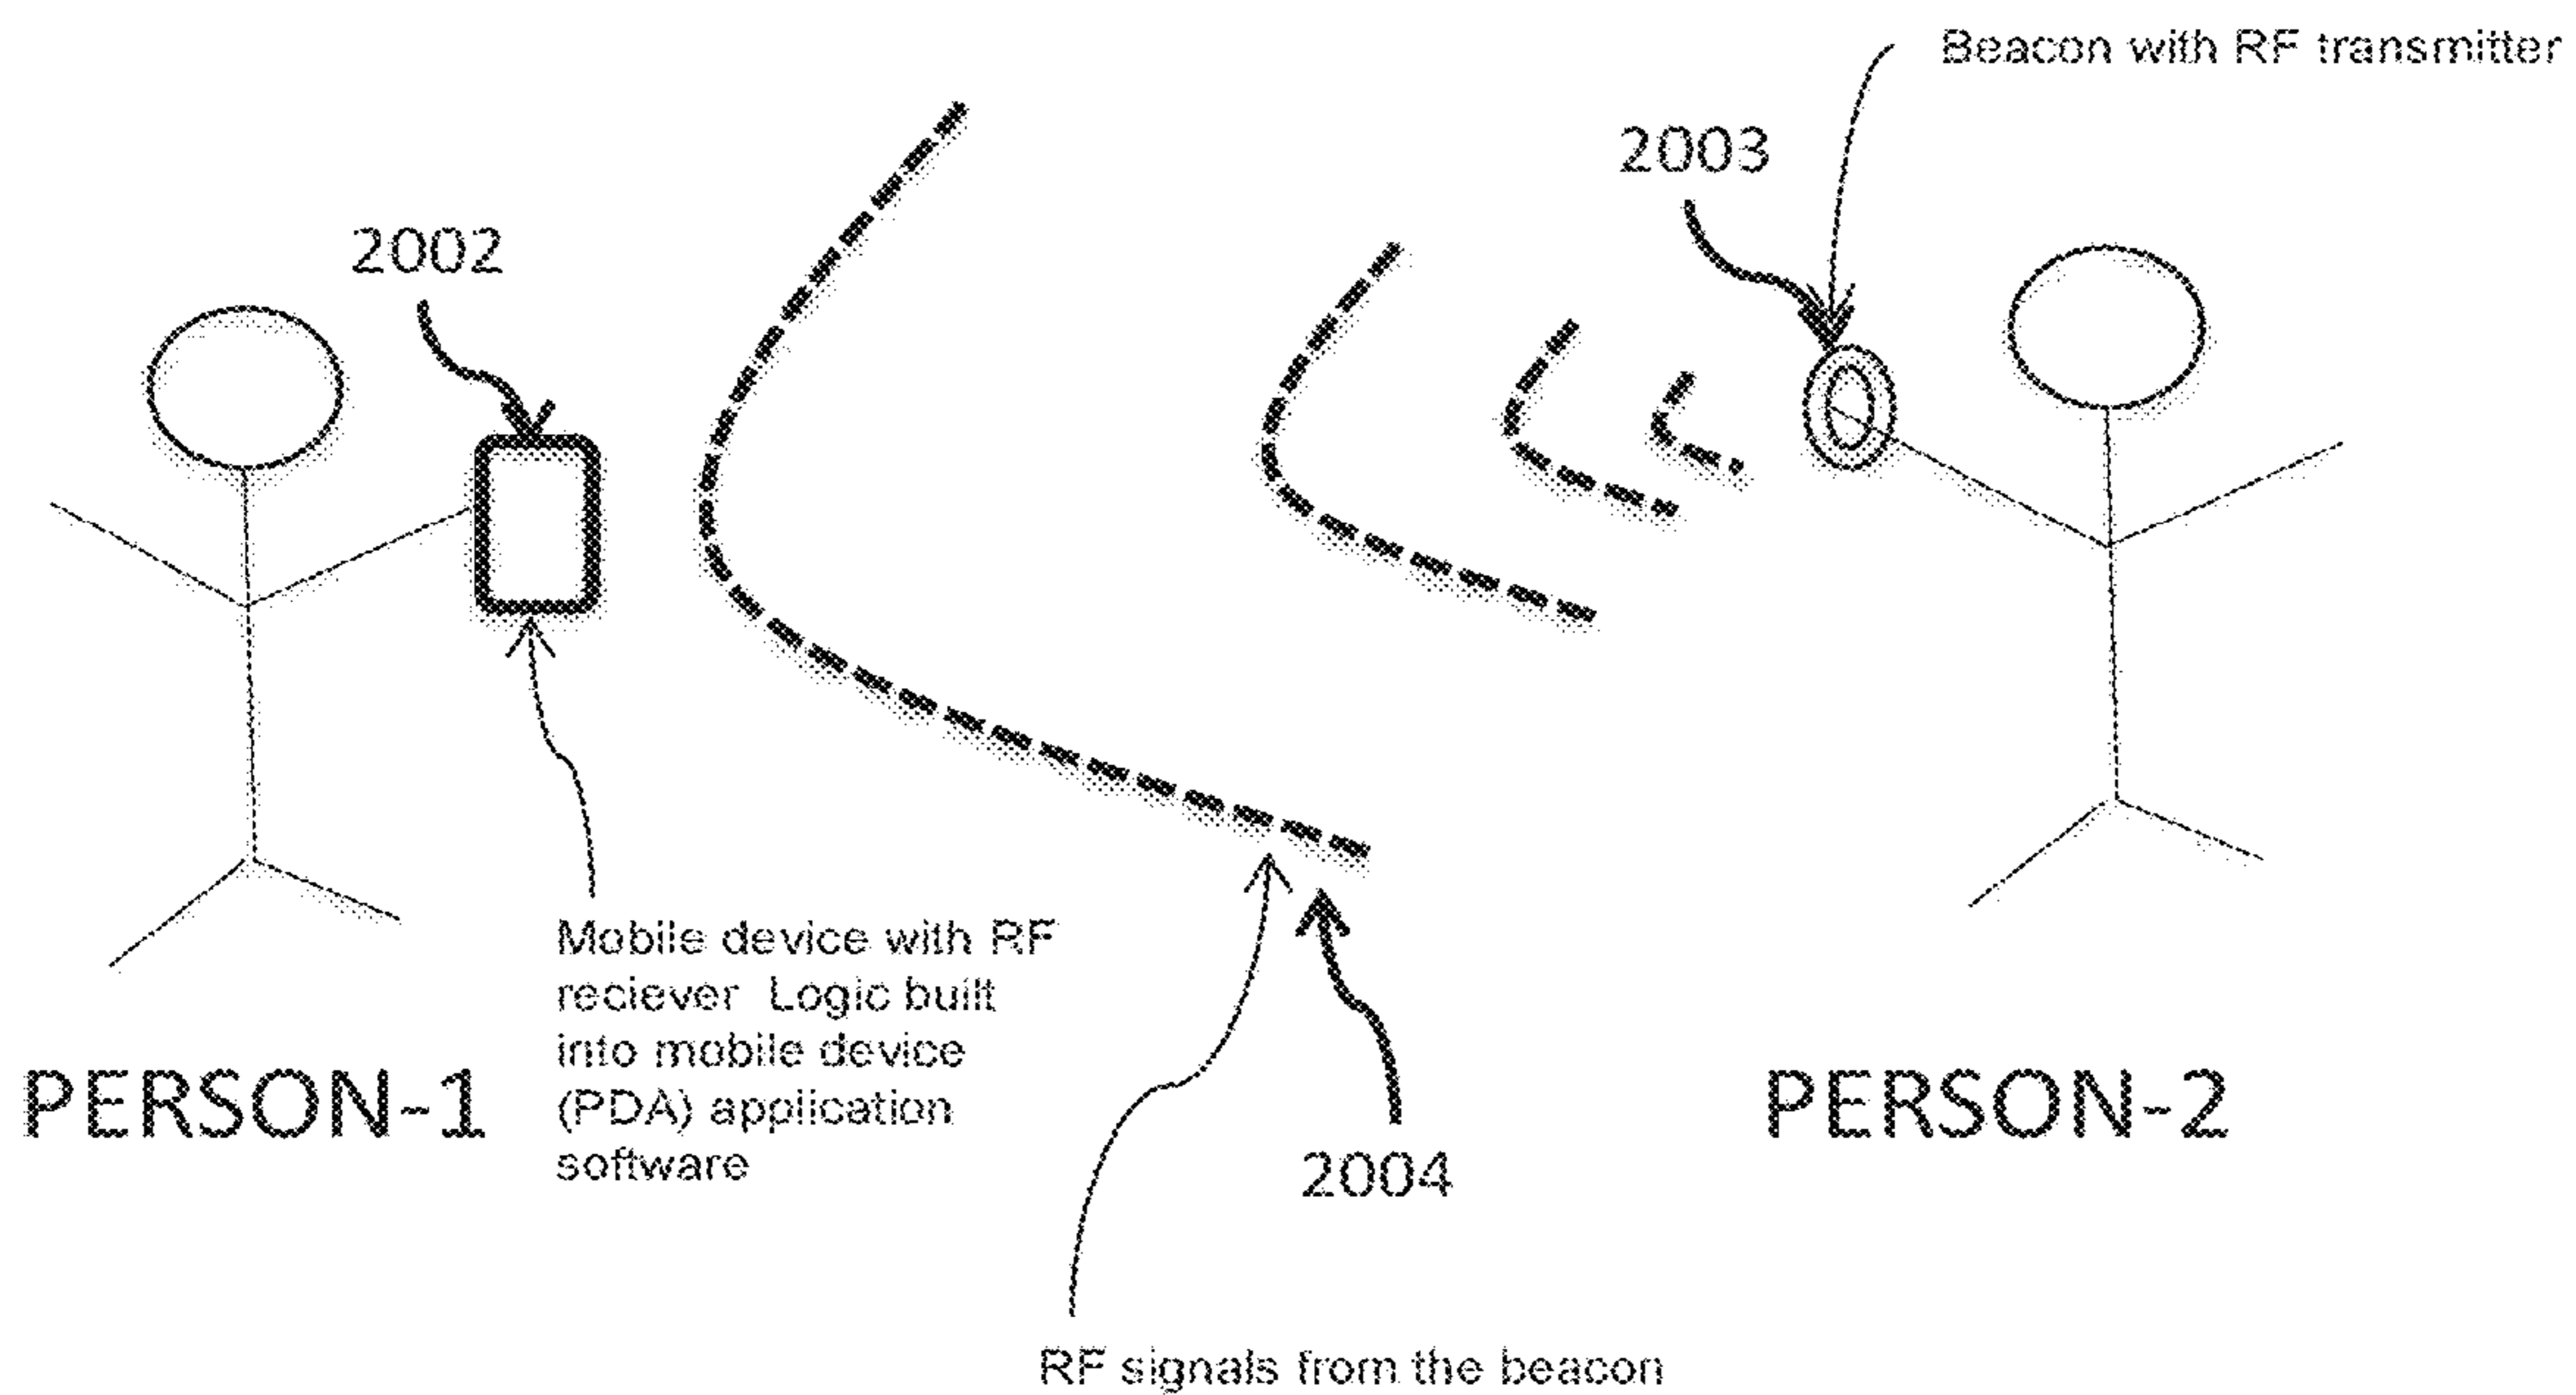 Beacon with RF transmitter
2003
2002
Mobile device with RF
reciever Logic built
into mobile device
(PDA) application
software
PERSON-1
PERSON-2
2004
RF signals from the beacon